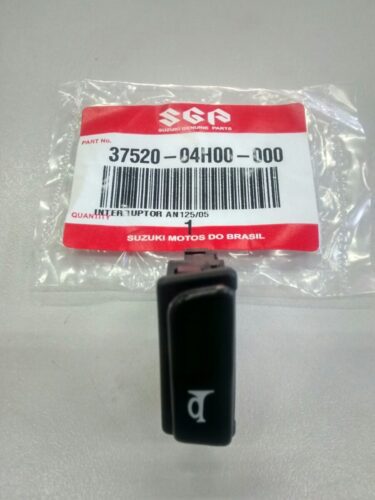 SGP
SUZUKI GENUINE PARTS
PART No.
37520-04H00-000
INTERRUPTOR AN125/05
QUANTITY
1
SUZUKI MOTOS DO BRASIL